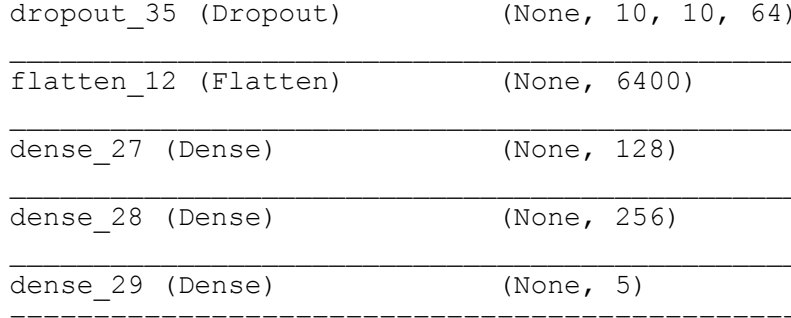 dropout_35 (Dropout) (None, 10, 10, 64)
flatten_12 (Flatten) (None, 6400)
dense_27 (Dense) (None, 128)
dense_28 (Dense) (None, 256)
dense_29 (Dense) (None, 5)